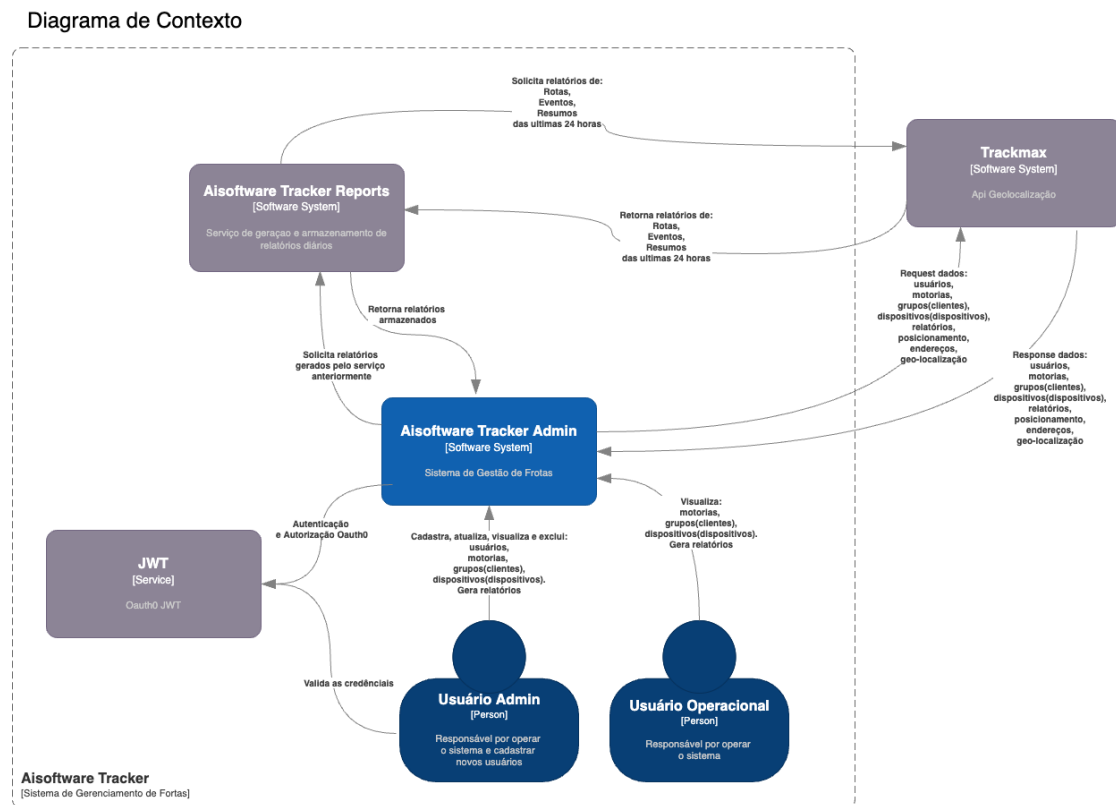 Diagrama de Contexto
Solicita relatórios de:
Rotas,
Eventos,
Resumos
das ultimas 24 horas
Trackmax
[Software System]
Api Geolocalização
Aisoftware Tracker Reports
[Software System]
Serviço de geraçao e armazenamento de
relatórios diários
Retorna relatórios de:
Rotas,
Eventos,
Resumos
das ultimas 24 horas
Request dados:
usuários,
motorias,
grupos(clientes),
dispositivos(dispositivos),
relatórios,
posicionamento,
endereços,
geo-localização
Retorna relatórios
armazenados
Solicita relatórios
gerados pelo serviço
anteriormente
Response dados:
usuários,
motorias,
grupos(clientes),
dispositivos(dispositivos),
relatórios,
posicionamento,
endereços,
geo-localização
Aisoftware Tracker Admin
[Software System]
Sistema de Gestão de Frotas
Autenticação
e Autorização Oauth0
Cadastra, atualiza, visualiza e exclui:
usuários,
motorias,
grupos(clientes),
dispositivos(dispositivos).
Gera relatórios
Visualiza:
motorias,
grupos(clientes),
dispositivos(dispositivos).
Gera relatórios
JWT
[Service]
Oauth0 JWT
Valida as credênciais
Usuário Admin
[Person]
Responsável por operar
o sistema e cadastrar
novos usuários
Usuário Operacional
[Person]
Responsável por operar
o sistema
Aisoftware Tracker
[Sistema de Gerenciamento de Fortas]